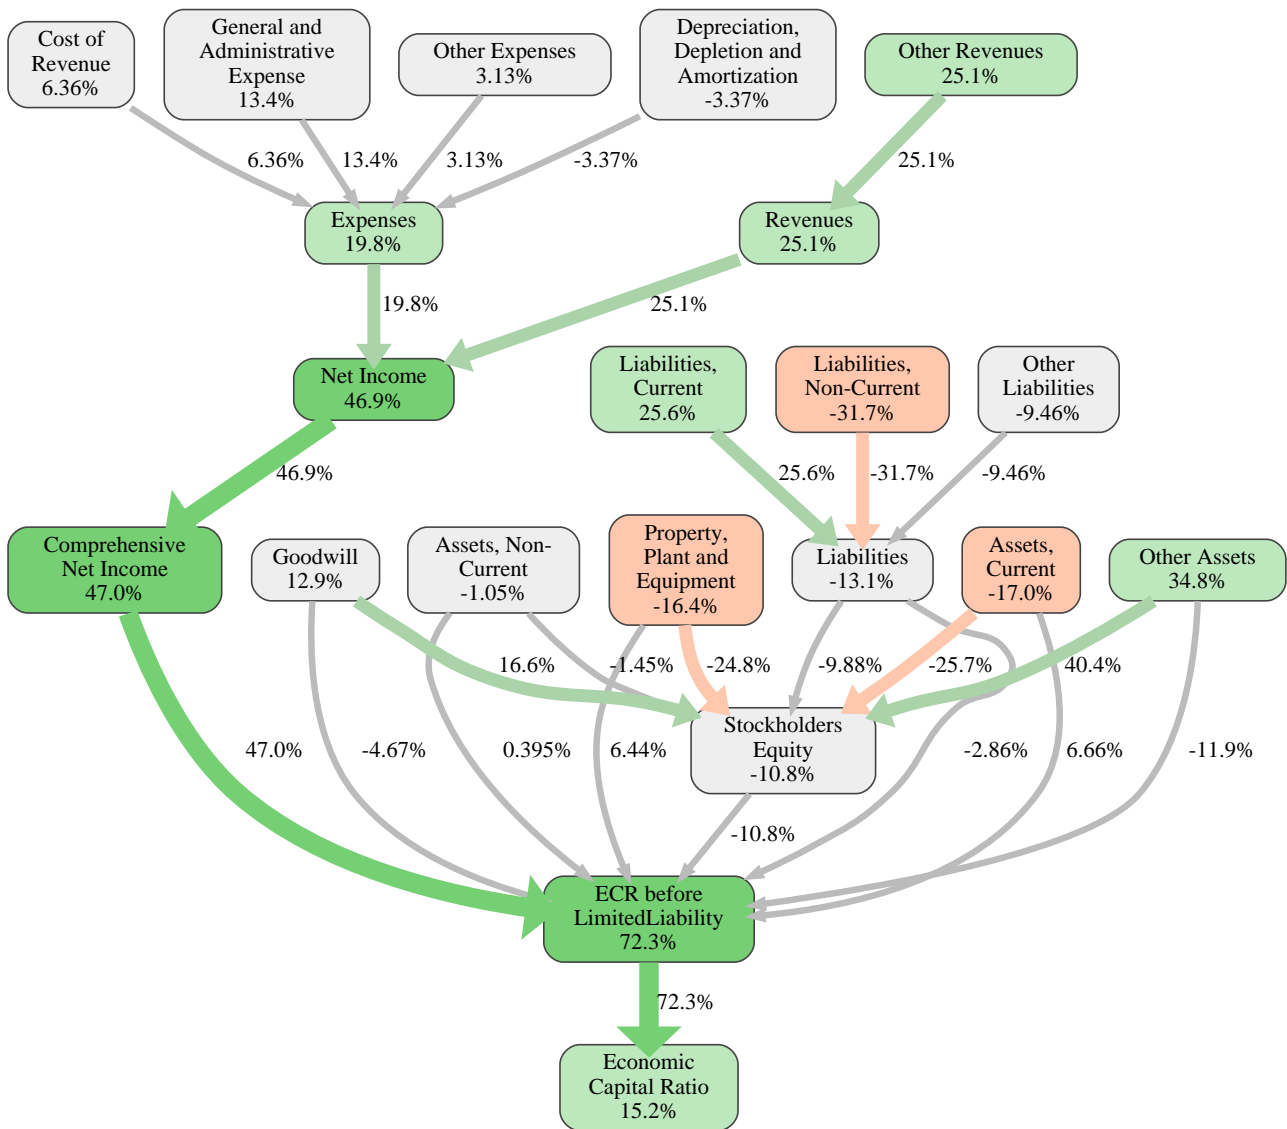 Cost of
Revenue
6.36%
General and
Administrative
Expense
13.4%
Other Expenses
3.13%
Depreciation,
Depletion and
Amortization
-3.37%
Other Revenues
25.1%
6.36%
13.4%
3.13%
-3.37%
25.1%
Expenses
19.8%
Revenues
25.1%
19.8%
25.1%
Net Income
46.9%
Liabilities,
Current
25.6%
Liabilities,
Non-Current
-31.7%
Other
Liabilities
-9.46%
46.9%
25.6%
-31.7%
-9.46%
Comprehensive
Net Income
47.0%
Goodwill
12.9%
Assets, Non-
Current
-1.05%
Property,
Plant and
Equipment
-16.4%
Liabilities
-13.1%
Assets,
Current
-17.0%
Other Assets
34.8%
16.6%
-1.45%
-24.8%
-9.88%
-25.7%
40.4%
Stockholders
Equity
-10.8%
47.0%
-4.67%
0.395%
6.44%
-2.86%
6.66%
-11.9%
-10.8%
ECR before
LimitedLiability
72.3%
72.3%
Economic
Capital Ratio
15.2%